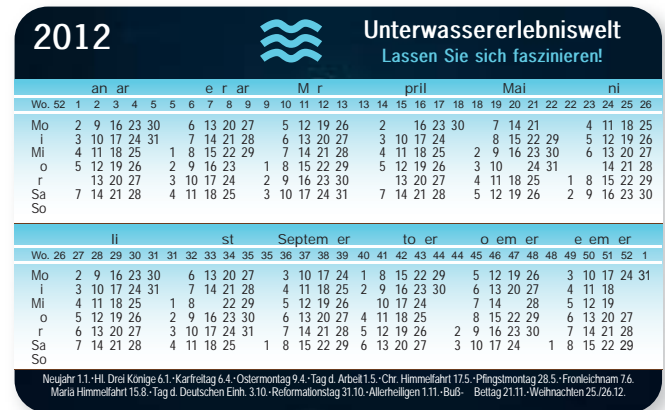 2012
Unterwassererlebniswelt
Lassen Sie sich faszinieren!
an ar e r ar M r pril Mai ni
Wo. 52 1 2 3 4 5 5 6 7 8 9 9 10 11 12 13 13 14 15 16 17 18 18 19 20 21 22 22 23 24 25 26
Mo 2 9 16 23 30 6 13 20 27 5 12 19 26 2 16 23 30 7 14 21 4 11 18 25
i 3 10 17 24 31 7 14 21 28 6 13 20 27 3 10 17 24 8 15 22 29 5 12 19 26
Mi 4 11 18 25 1 8 15 22 29 7 14 21 28 4 11 18 25 2 9 16 23 30 6 13 20 27
o 5 12 19 26 2 9 16 23 1 8 15 22 29 5 12 19 26 3 10 24 31 14 21 28
r 13 20 27 3 10 17 24 2 9 16 23 30 13 20 27 4 11 18 25 1 8 15 22 29
Sa 7 14 21 28 4 11 18 25 3 10 17 24 31 7 14 21 28 5 12 19 26 2 9 16 23 30
So
li st Septem er to er o em er e em er
Wo. 26 27 28 29 30 31 31 32 33 34 35 35 36 37 38 39 40 41 42 43 44 44 45 46 47 48 48 49 50 51 52 1
Mo 2 9 16 23 30 6 13 20 27 3 10 17 24 1 8 15 22 29 5 12 19 26 3 10 17 24 31
i 3 10 17 24 31 7 14 21 28 4 11 18 25 2 9 16 23 30 6 13 20 27 4 11 18
Mi 4 11 18 25 1 8 22 29 5 12 19 26 10 17 24 7 14 28 5 12 19
o 5 12 19 26 2 9 16 23 30 6 13 20 27 4 11 18 25 8 15 22 29 6 13 20 27
r 6 13 20 27 3 10 17 24 31 7 14 21 28 5 12 19 26 2 9 16 23 30 7 14 21 28
Sa 7 14 21 28 4 11 18 25 1 8 15 22 29 6 13 20 27 3 10 17 24 1 8 15 22 29
So
Neujahr 1.1.·Hl. Drei Könige 6.1.·Karfreitag 6.4.·Ostermontag 9.4.·Tag d. Arbeit 1.5.·Chr. Himmelfahrt 17.5.·Pfingstmontag 28.5.·Fronleichnam 7.6.
Mariä Himmelfahrt 15.8.·Tag d. Deutschen Einh. 3.10.·Reformationstag 31.10.·Allerheiligen 1.11.·Buß- Bettag 21.11.·Weihnachten 25./26.12.